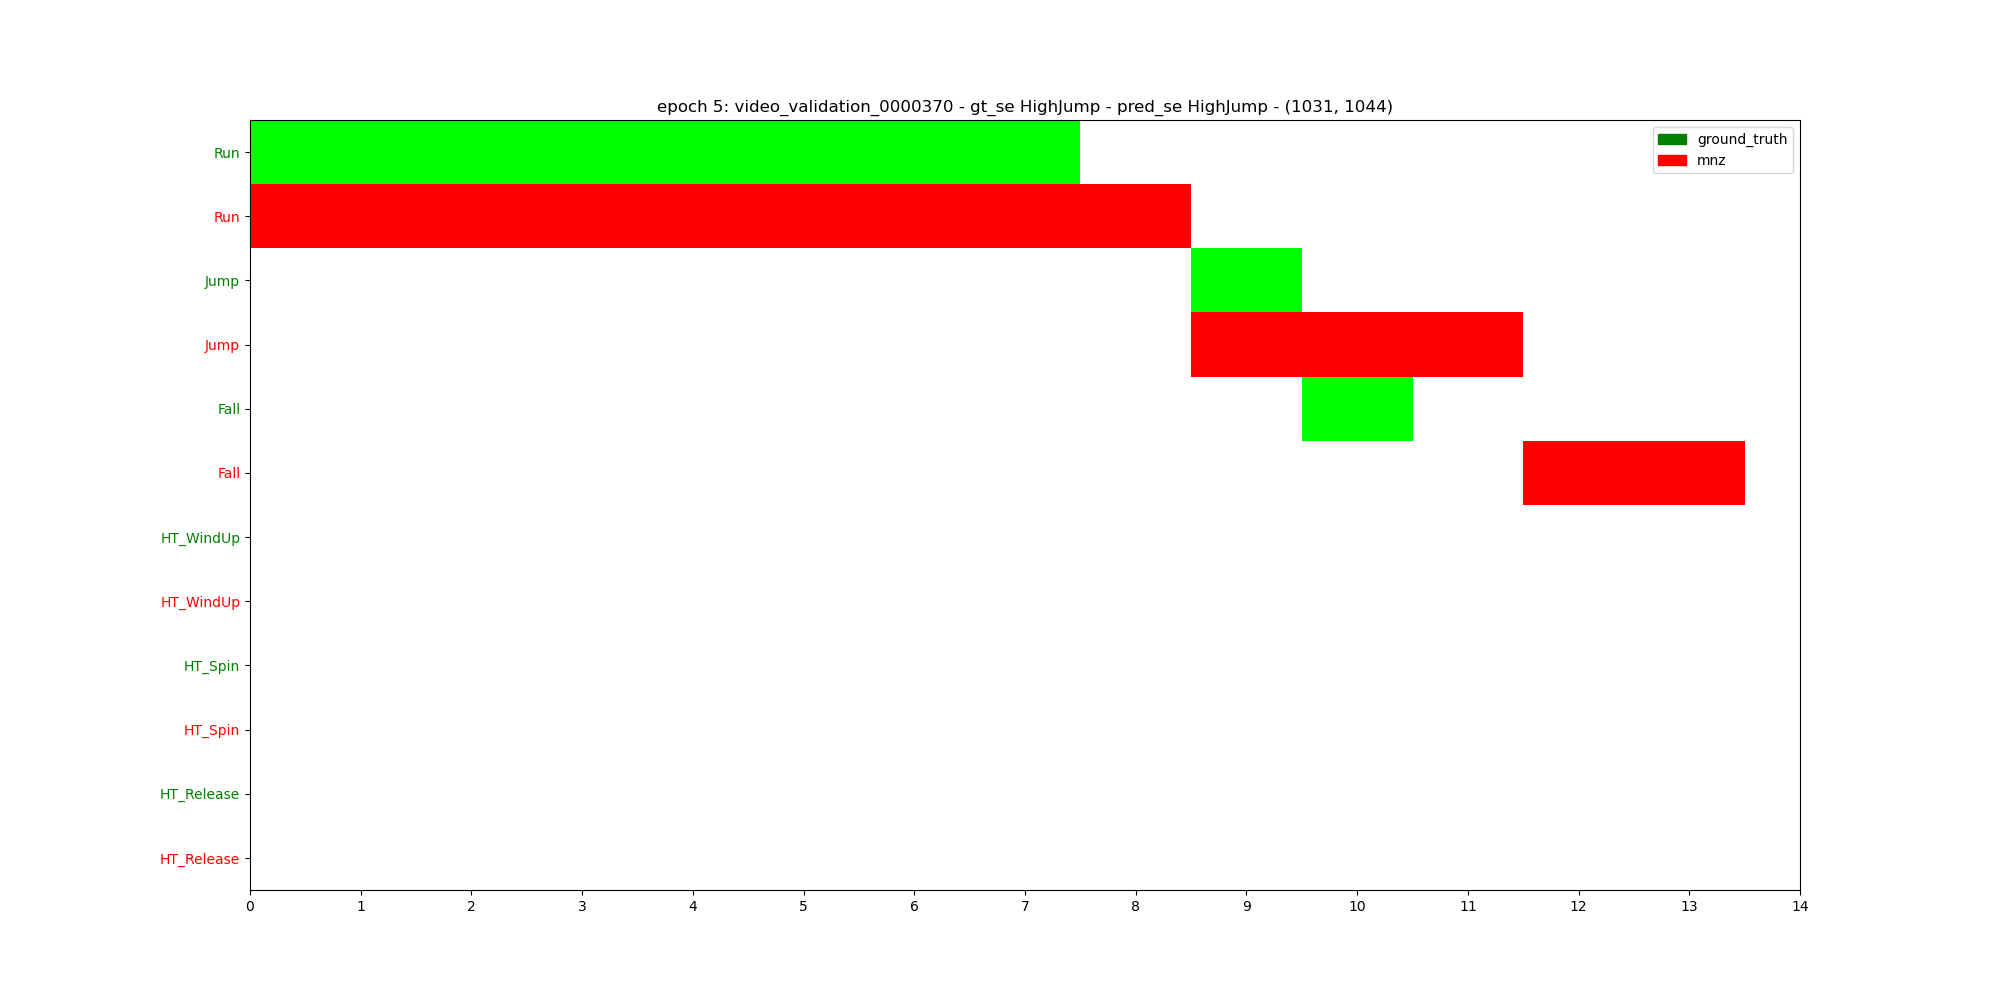 epoch 5: video_validation_0000370 - gt_se HighJump - pred_se HighJump - (1031, 1044)
ground_truth
mnz
Run
Run
Jump
Jump
Fall
Fall
HT_WindUp
HT_WindUp
HT_Spin
HT_Spin
HT_Release
HT_Release
0 1 2 3 4 5 6 7 8 9 10 11 12 13 14